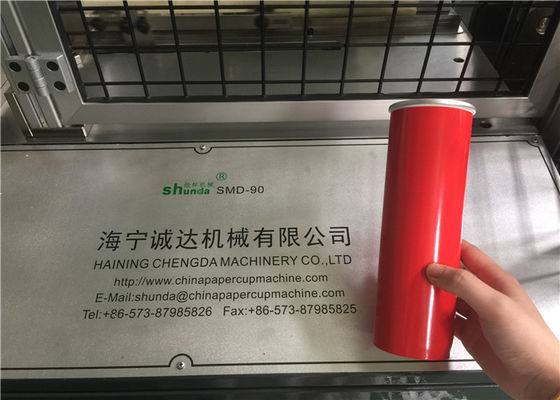 shunda® SMD-90
海宁诚达机械有限公司
HAINING CHENGDA MACHINERY CO.,LTD
http://www.chinapapercupmachine.com
E-Mail:shunda@chinapapercupmachine.com
Tel:+86-573-87985826 Fax:+86-573-87985825